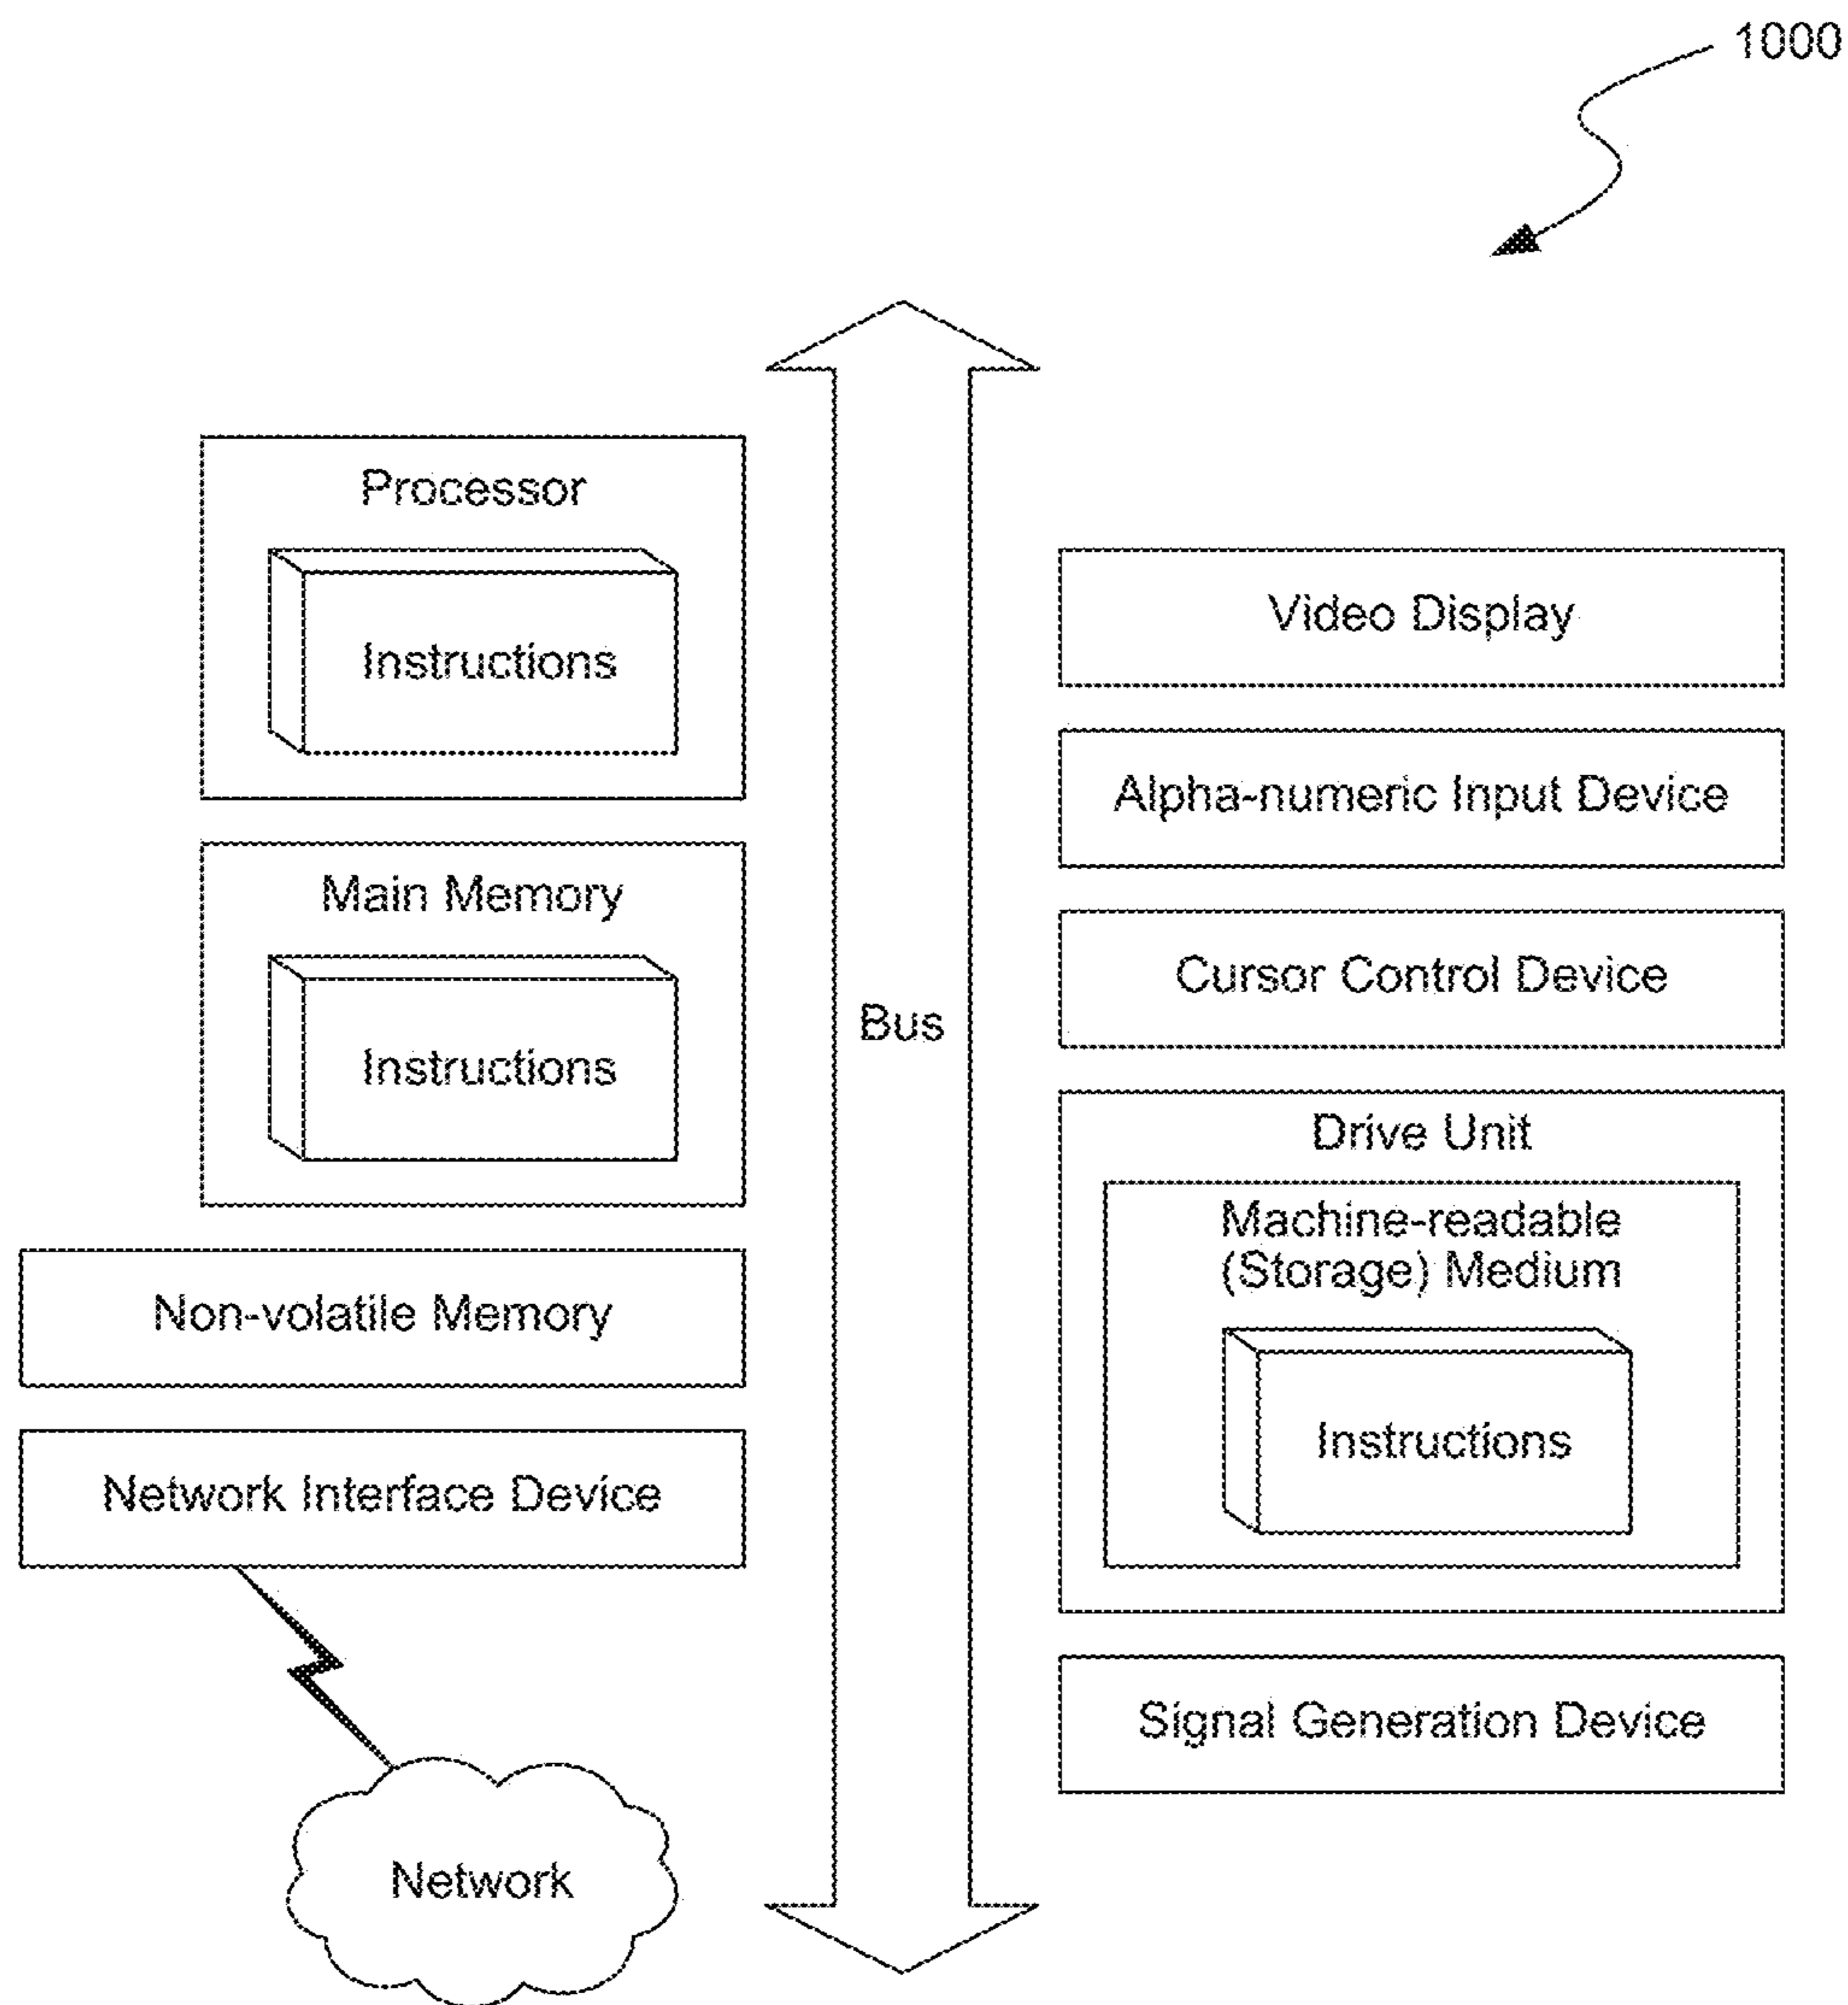 1000
Processor
Instructions
Main Memory
Instructions
Non-volatile Memory
Network Interface Device
Network
Bus
Video Display
Alpha-numeric Input Device
Cursor Control Device
Drive Unit
Machine-readable
(Storage) Medium
Instructions
Signal Generation Device